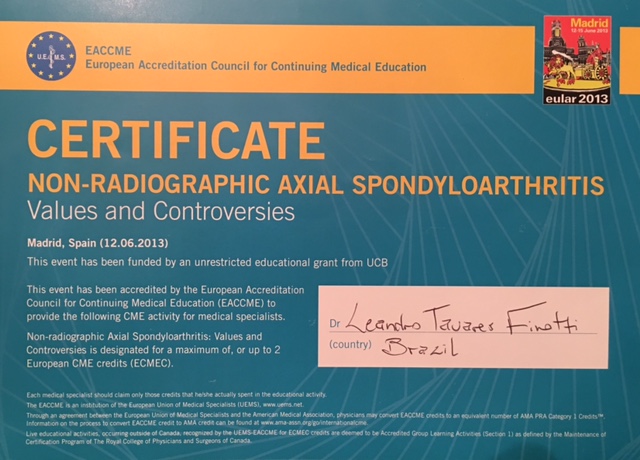 U.E.M.S.
EACCME
European Accreditation Council for Continuing Medical Education
Madrid
12-15 June 2013
eular 2013
CERTIFICATE
NON-RADIOGRAPHIC AXIAL SPONDYLOARTHRITIS
Values and Controversies
Madrid, Spain (12.06.2013)
This event has been funded by an unrestricted educational grant from UCB
This event has been accredited by the European Accreditation
Council for Continuing Medical Education (EACCME) to
provide the following CME activity for medical specialists.
Non-radiographic Axial Spondyloarthritis: Values and
Controversies is designated for a maximum of, or up to 2
European CME credits (ECMEC).
Dr Leandro Tavares Finotti
(country) Brazil
Each medical specialist should claim only those credits that he/she actually spent in the educational activity.
The EACCME is an institution of the European Union of Medical Specialists (UEMS), www.uems.net.
Through an agreement between the European Union of Medical Specialists and the American Medical Association, physicians may convert EACCME credits to an equivalent number of AMA PRA Category 1 Credits™.
Information on the process to convert EACCME credit to AMA credit can be found at www.ama-assn.org/go/internationalcme.
Live educational activities, occurring outside of Canada, recognized by the UEMS-EACCME for ECMEC credits are deemed to be Accredited Group Learning Activities (Section 1) as defined by the Maintenance of
Certification Program of The Royal College of Physicians and Surgeons of Canada.